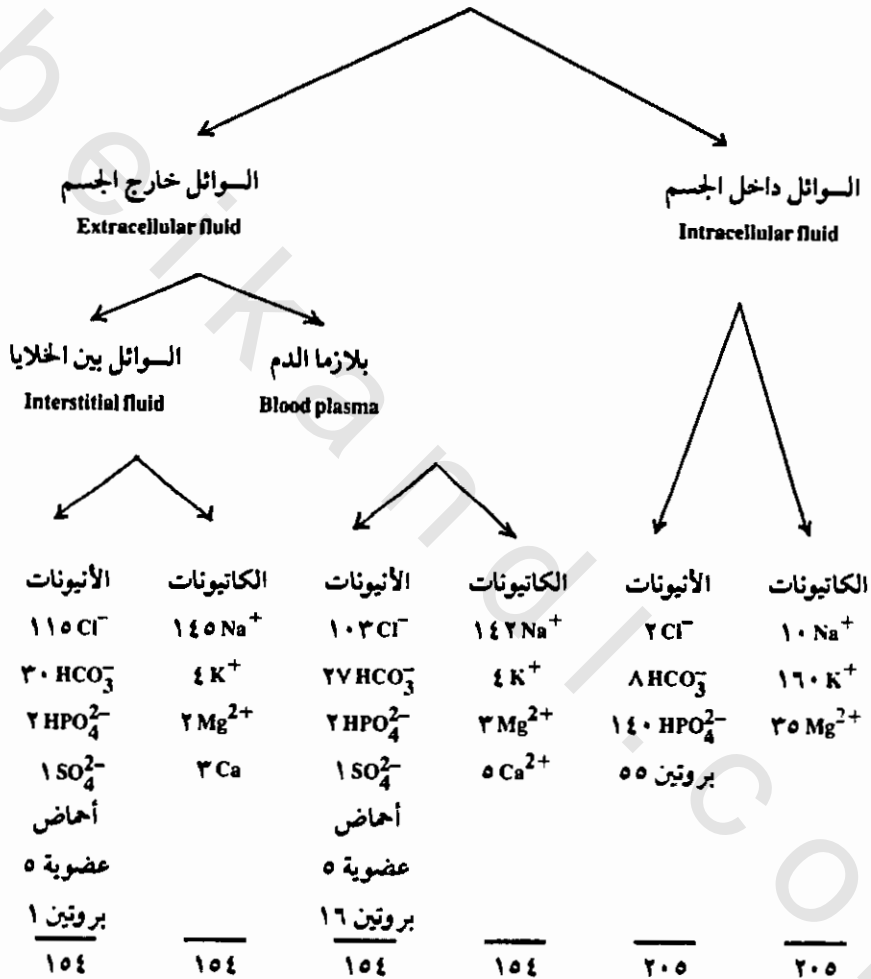 السوائل خارج الجسم
Extracellular fluid
السوائل داخل الجسم
Intracellular fluid
السوائل بين الخلايا
Interstitial fluid
بلازما الدم
Blood plasma
الأنيونات الكاتيونات الأنيونات الكاتيونات الأنيونات الكاتيونات
١١٥ Cl⁻ ١٤٥ Na⁺ ١٠٣ Cl⁻ ١٤٢ Na⁺ ٢ Cl⁻ ١٠ Na⁺
٣٠ HCO₃⁻ ٤ K⁺ ٢٧ HCO₃⁻ ٤ K⁺ ٨ HCO₃⁻ ١٦٠ K⁺
٢ HPO₄²⁻ ٢ Mg²⁺ ٢ HPO₄²⁻ ٣ Mg²⁺ ١٤٠ HPO₄²⁻ ٣٥ Mg²⁺
١ SO₄²⁻ ٣ Ca ١ SO₄²⁻ ٥ Ca²⁺ بروتين ٥٥
أحماض أحماض
عضوية ٥ عضوية ٥
بروتين ١ بروتين ١٦
١٥٤ ١٥٤ ١٥٤ ١٥٤ ٢٠٥ ٢٠٥
beikandl.co